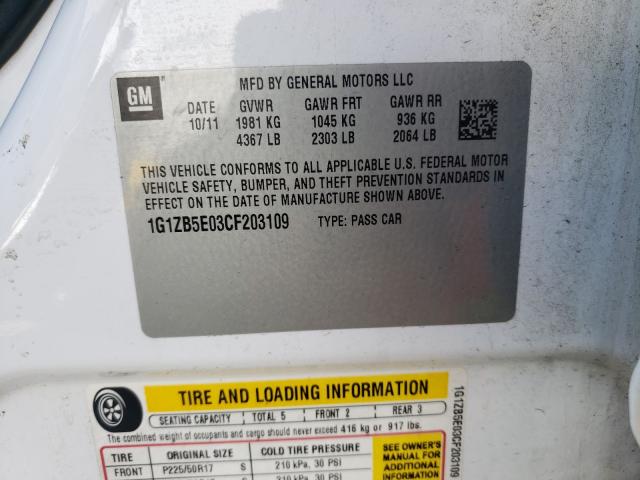 GM
MFD BY GENERAL MOTORS LLC
DATE GVWR GAWR FRT GAWR RR
10/11 1981 KG 1045 KG 936 KG
4367 LB 2303 LB 2064 LB
THIS VEHICLE CONFORMS TO ALL APPLICABLE U.S. FEDERAL MOTOR
VEHICLE SAFETY, BUMPER, AND THEFT PREVENTION STANDARDS IN
EFFECT ON THE DATE OF MANUFACTURE SHOWN ABOVE.
1G1ZB5E03CF203109 TYPE: PASS CAR
TIRE AND LOADING INFORMATION
SEATING CAPACITY TOTAL 5 FRONT 2 REAR 3
The combined weight of occupants and cargo should never exceed 416 kg or 917 lbs.
TIRE ORIGINAL SIZE COLD TIRE PRESSURE
FRONT P225/50R17 S 210 kPa, 30 PSI
210 kPa, 30 PSI
SEE OWNER'S
MANUAL FOR
ADDITIONAL
INFORMATION
1G1ZB5E03CF203109